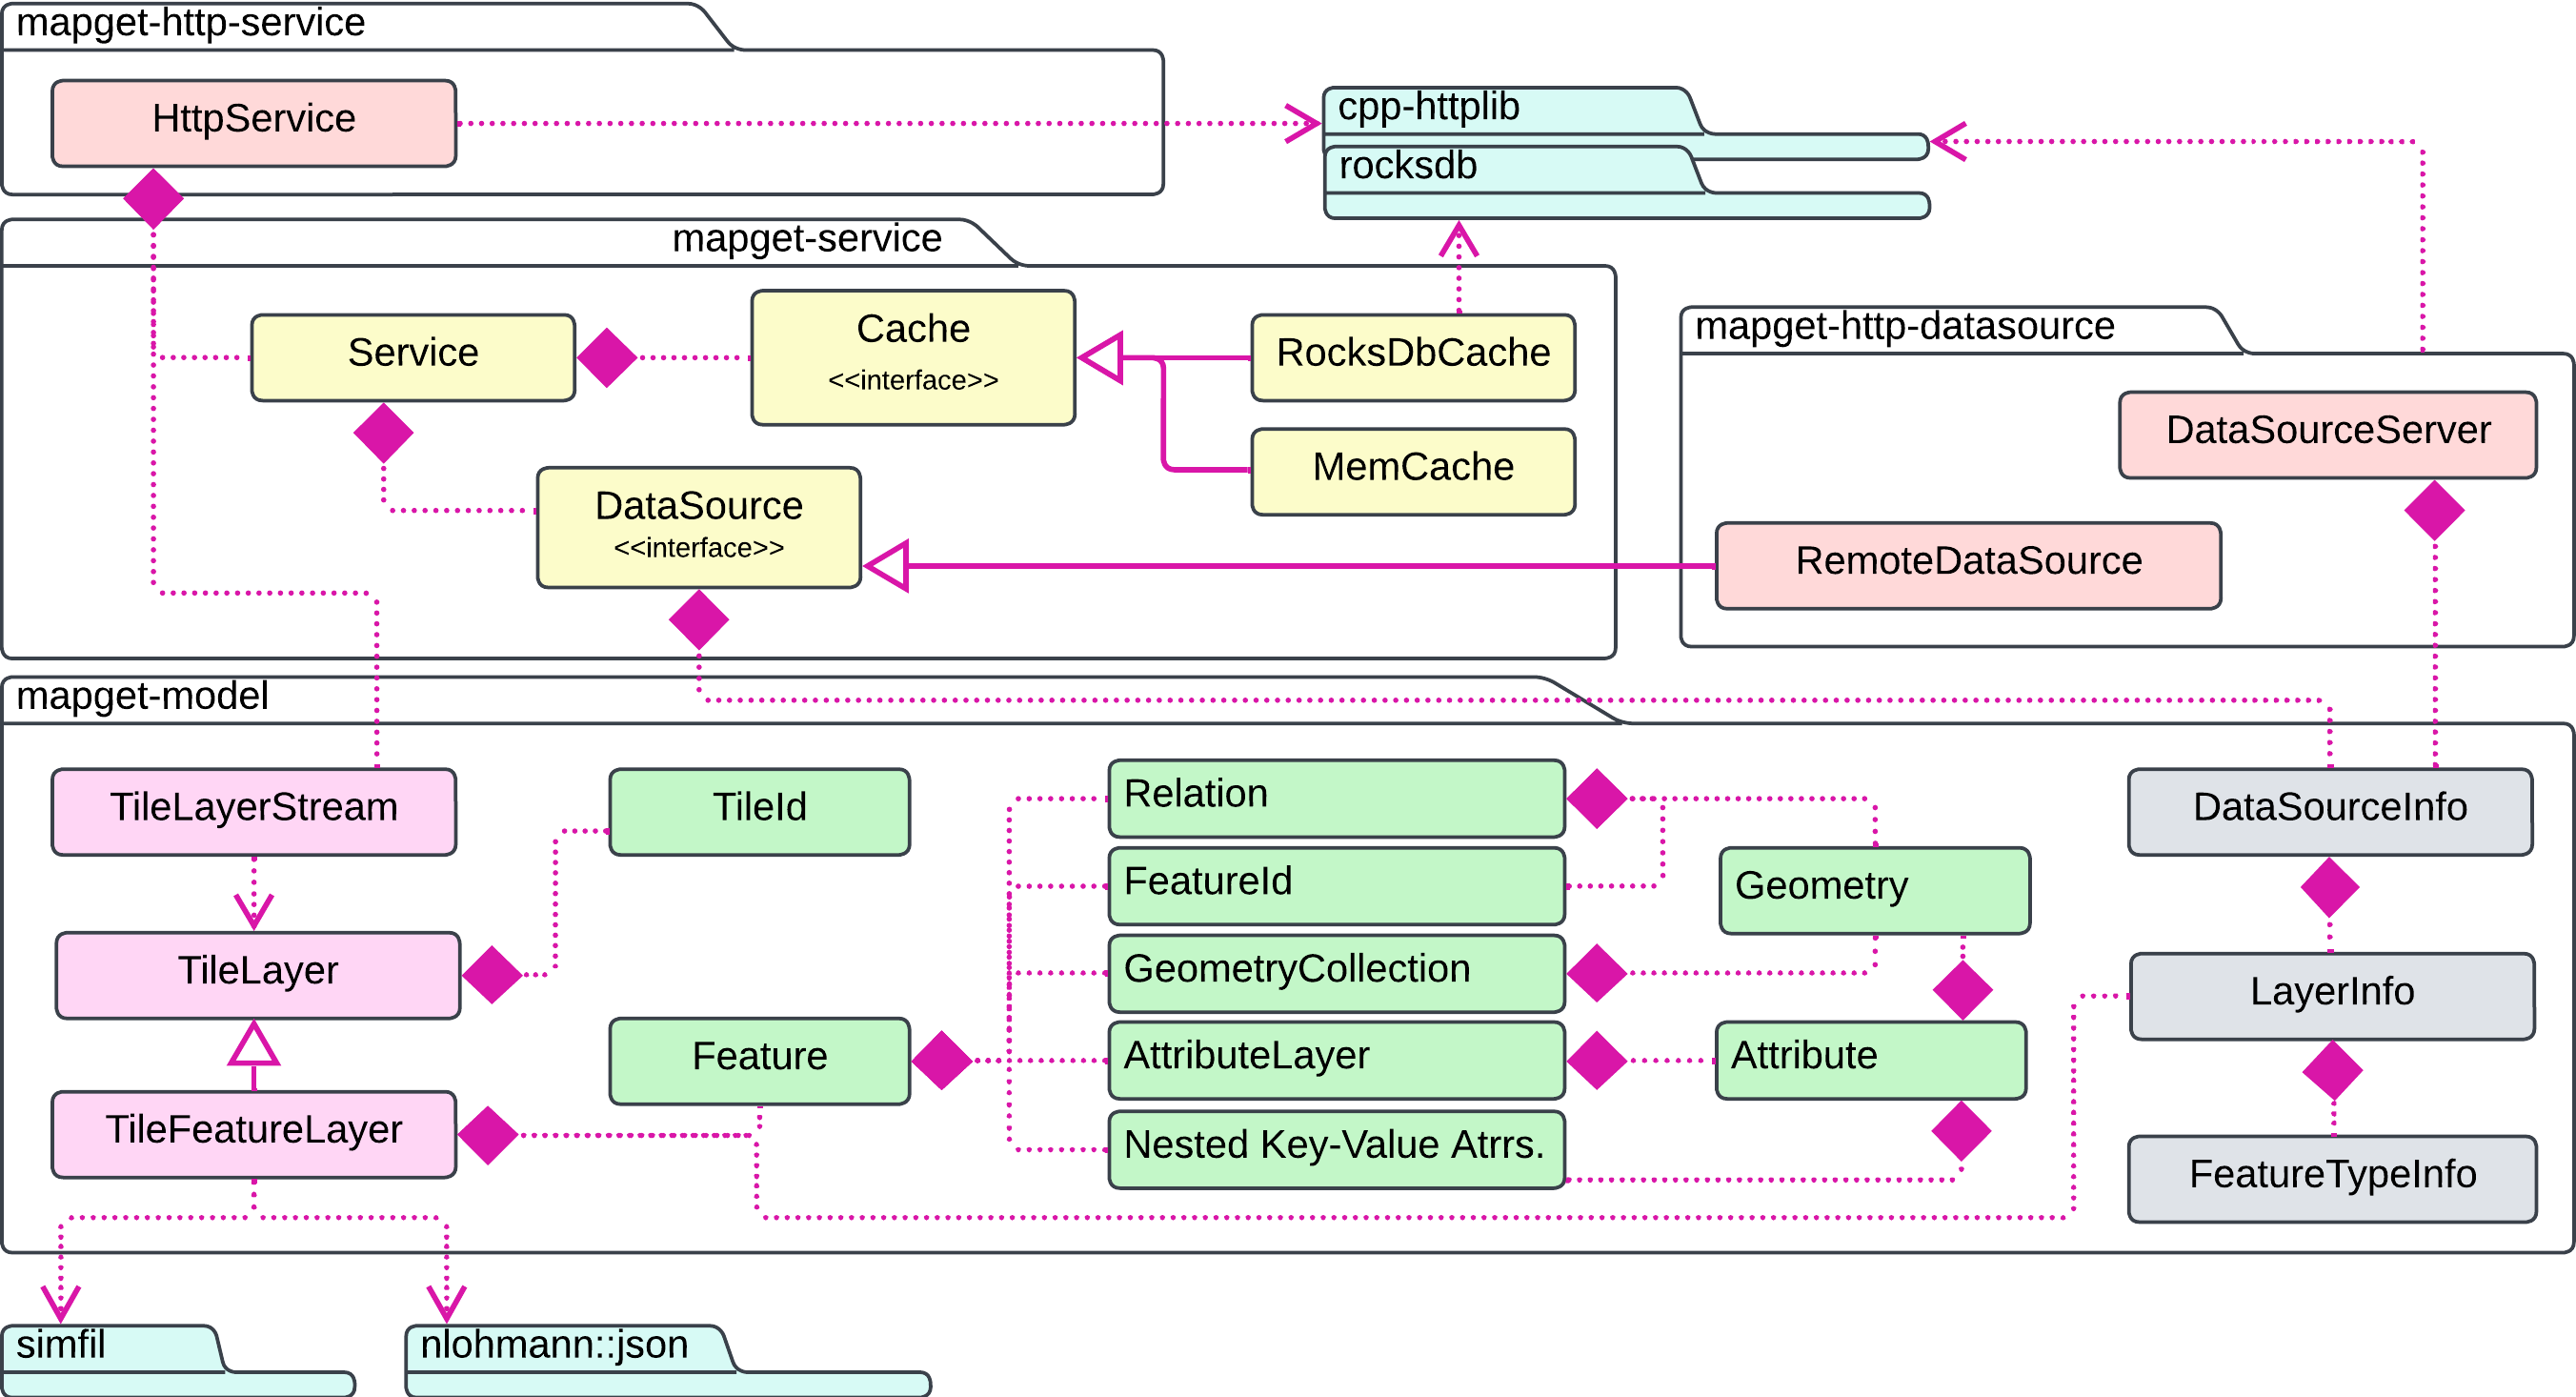 mapget-http-service
HttpService
cpp-httplib
rocksdb
mapget-service
Service
Cache
<<interface>>
RocksDbCache
MemCache
DataSource
<<interface>>
mapget-http-datasource
DataSourceServer
RemoteDataSource
mapget-model
TileLayerStream
TileId
Relation
DataSourceInfo
FeatureId
Geometry
TileLayer
GeometryCollection
LayerInfo
Feature
AttributeLayer
Attribute
TileFeatureLayer
Nested Key-Value Atrrs.
FeatureTypeInfo
simfil
nlohmann::json